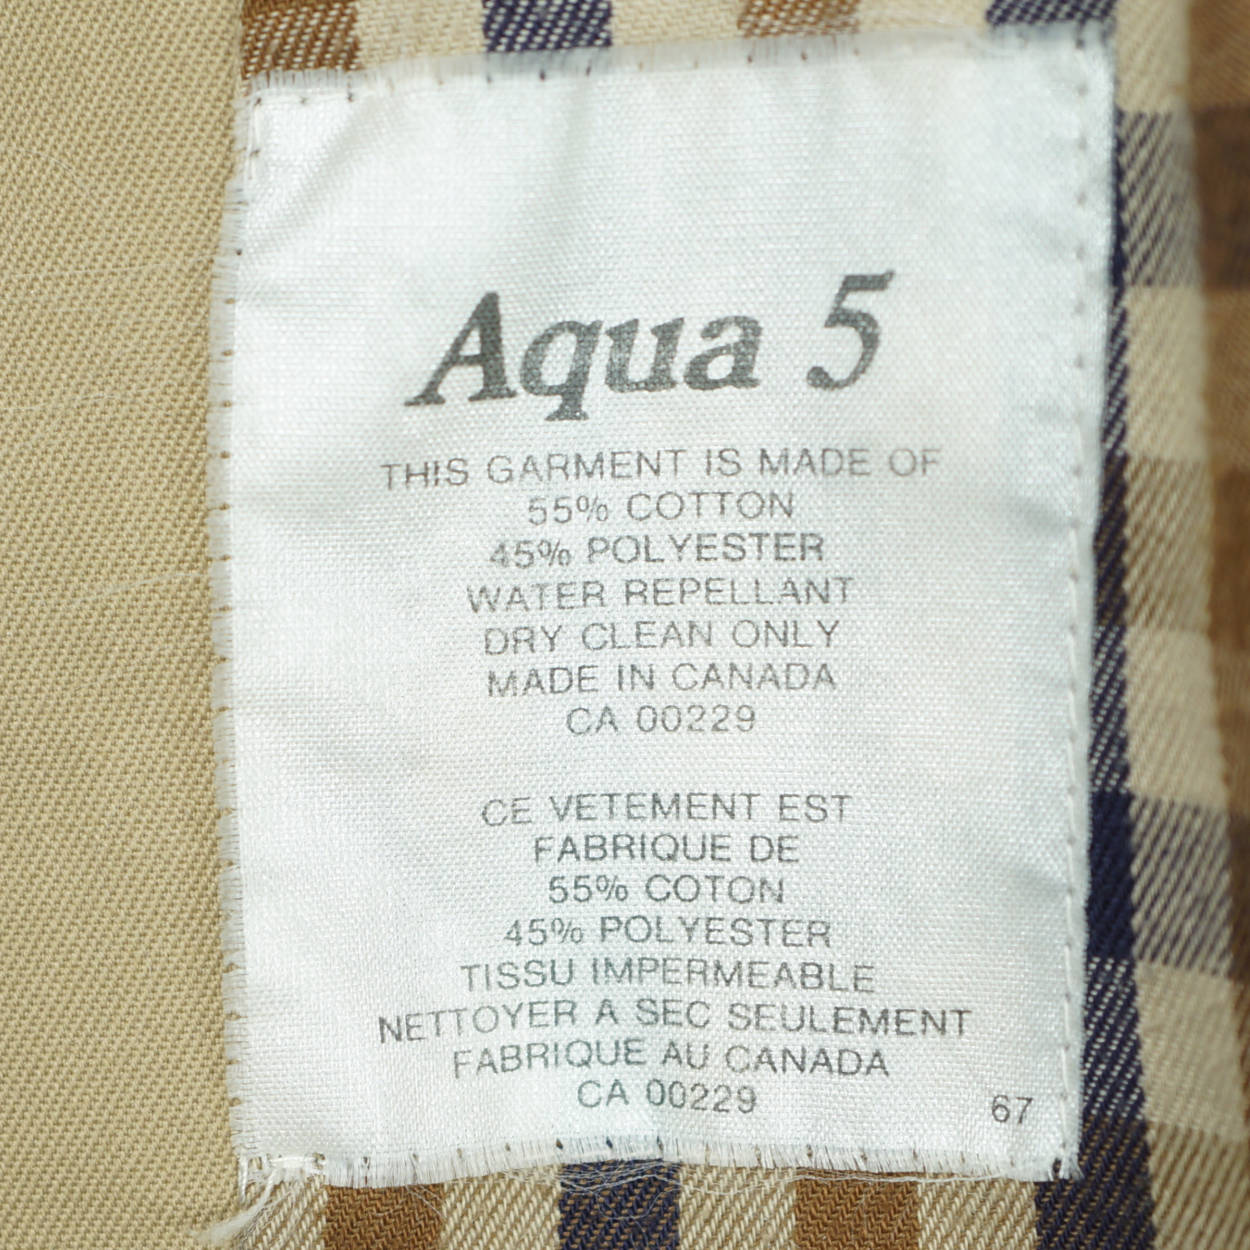 Aqua 5
THIS GARMENT IS MADE OF
55% COTTON
45% POLYESTER
WATER REPELLANT
DRY CLEAN ONLY
MADE IN CANADA
CA 00229
CE VETEMENT EST
FABRIQUE DE
55% COTON
45% POLYESTER
TISSU IMPERMEABLE
NETTOYER A SEC SEULEMENT
FABRIQUE AU CANADA
CA 00229
67